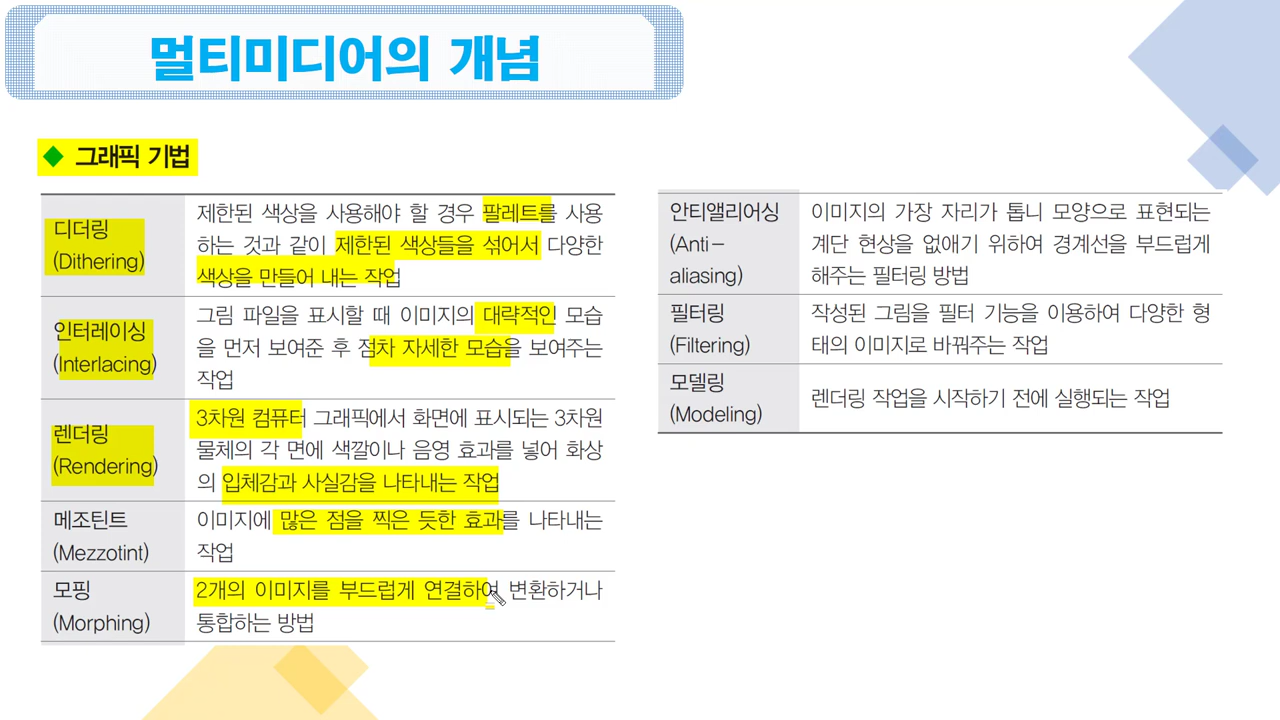 멀티미디어의 개념
◆ 그래픽 기법
디더링
(Dithering)
제한된 색상을 사용해야 할 경우 팔레트를 사용
하는 것과 같이 제한된 색상들을 섞어서 다양한
색상을 만들어 내는 작업
인터레이싱
(Interlacing)
그림 파일을 표시할 때 이미지의 대략적인 모습
을 먼저 보여준 후 점차 자세한 모습을 보여주는
작업
렌더링
(Rendering)
3차원 컴퓨터 그래픽에서 화면에 표시되는 3차원
물체의 각 면에 색깔이나 음영 효과를 넣어 화상
의 입체감과 사실감을 나타내는 작업
메조틴트
(Mezzotint)
이미지에 많은 점을 찍은 듯한 효과를 나타내는
작업
모핑
(Morphing)
2개의 이미지를 부드럽게 연결하여 변환하거나
통합하는 방법
안티앨리어싱
(Anti-
aliasing)
이미지의 가장 자리가 톱니 모양으로 표현되는
계단 현상을 없애기 위하여 경계선을 부드럽게
해주는 필터링 방법
필터링
(Filtering)
작성된 그림을 필터 기능을 이용하여 다양한 형
태의 이미지로 바꿔주는 작업
모델링
(Modeling)
렌더링 작업을 시작하기 전에 실행되는 작업